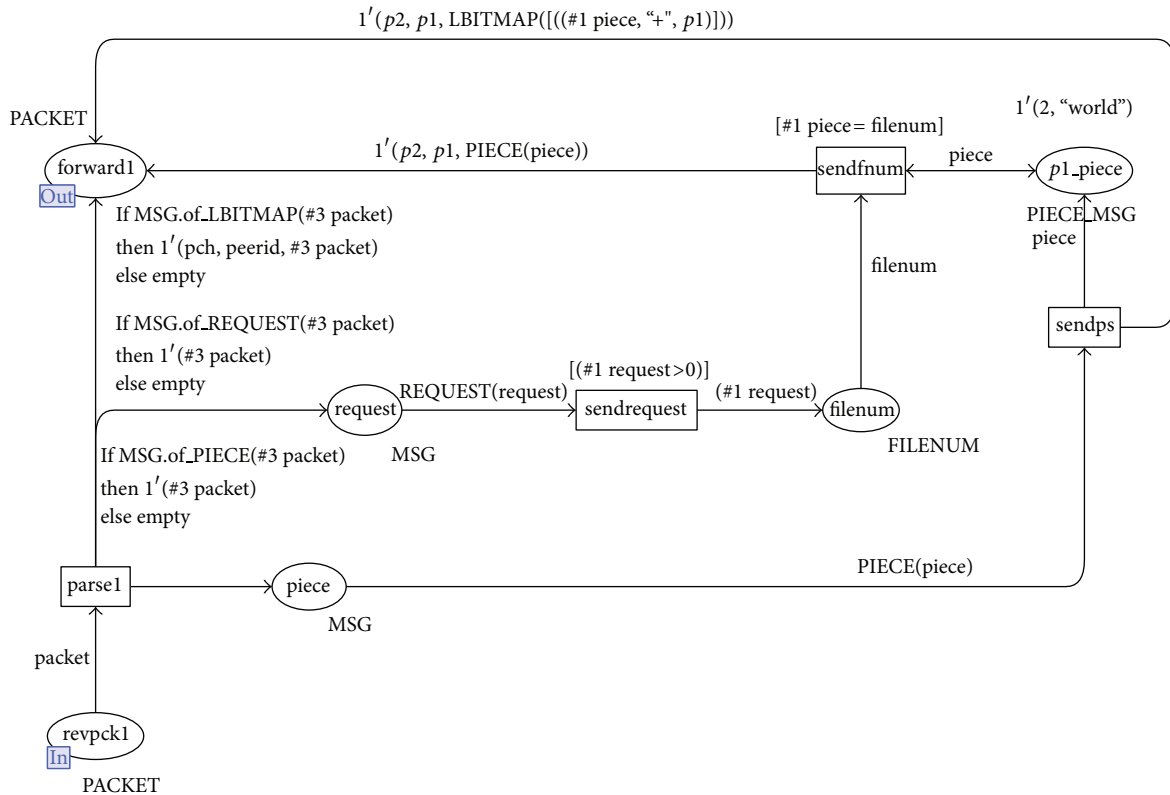 1′(p2, p1, LBITMAP([((#1 piece, “+”, p1)]))
PACKET
1′(2, “world”)
[#1 piece = filenum]
1′(p2, p1, PIECE(piece))
forward1
sendfnum
piece
p1_piece
Out
If MSG.of_LBITMAP(#3 packet)
then 1′(pch, peerid, #3 packet)
else empty
PIECE_MSG
piece
filenum
If MSG.of_REQUEST(#3 packet)
then 1′(#3 packet)
else empty
sendps
[(#1 request>0)]
REQUEST(request)
(#1 request)
request
sendrequest
filenum
MSG
FILENUM
If MSG.of_PIECE(#3 packet)
then 1′(#3 packet)
else empty
PIECE(piece)
parse1
piece
MSG
packet
revpck1
In
PACKET